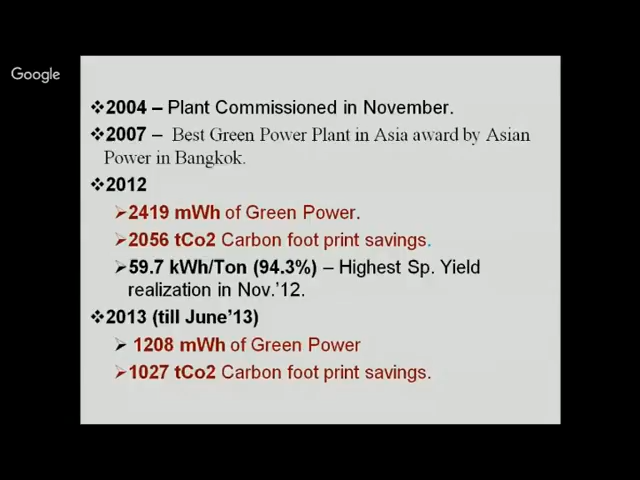 Google
❖2004 – Plant Commissioned in November.
❖2007 – Best Green Power Plant in Asia award by Asian
Power in Bangkok.
❖2012
➢2419 mWh of Green Power.
➢2056 tCo2 Carbon foot print savings.
➢59.7 kWh/Ton (94.3%) – Highest Sp. Yield
realization in Nov.’12.
❖2013 (till June’13)
➢ 1208 mWh of Green Power
➢1027 tCo2 Carbon foot print savings.